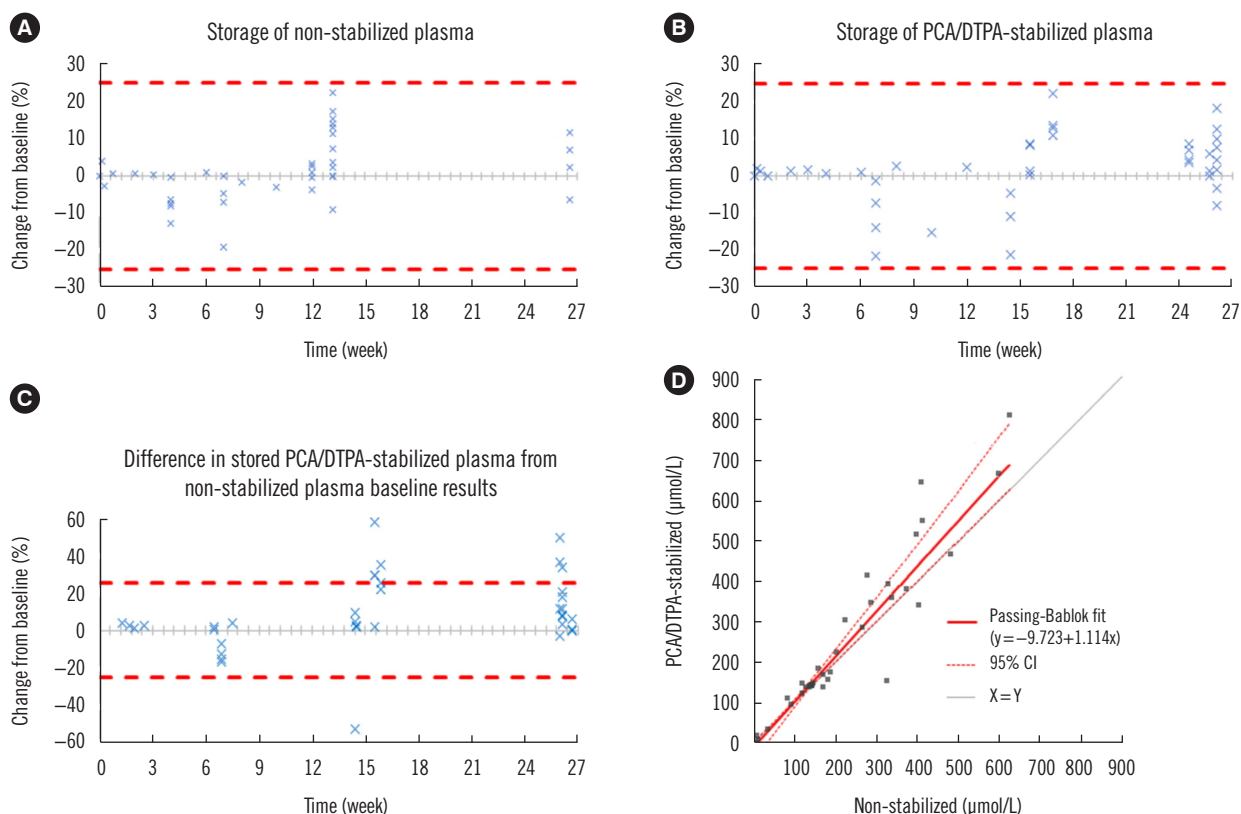 A
Storage of non-stabilized plasma
Change from baseline (%)
30
20
10
0
−10
−20
−30
0 3 6 9 12 15 18 21 24 27
Time (week)
B
Storage of PCA/DTPA-stabilized plasma
Change from baseline (%)
30
20
10
0
−10
−20
−30
0 3 6 9 12 15 18 21 24 27
Time (week)
C
Difference in stored PCA/DTPA-stabilized plasma from
non-stabilized plasma baseline results
Change from baseline (%)
60
40
20
0
−20
−40
−60
0 3 6 9 12 15 18 21 24 27
Time (week)
D
PCA/DTPA-stabilized (μmol/L)
900
800
700
600
500
400
300
200
100
0
100 200 300 400 500 600 700 800 900
Non-stabilized (μmol/L)
Passing-Bablok fit
(y=−9.723+1.114x)
95% CI
X=Y